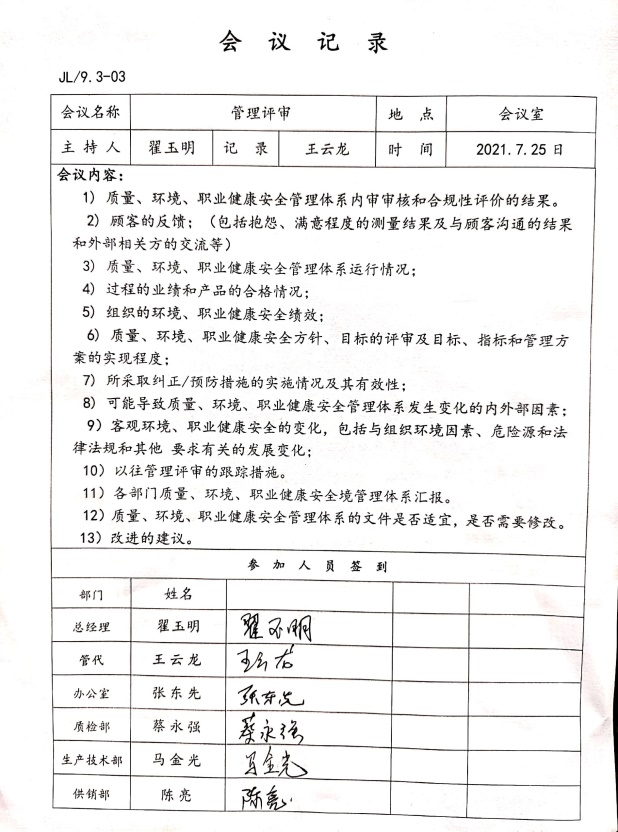 会 议 记 录
JL/9.3-03
会议名称 管理评审 地 点 会议室
主 持 人 翟玉明 记 录 王云龙 时 间 2021.7.25日
会议内容：
1）质量、环境、职业健康安全管理体系内审审核和合规性评价的结果。
2）顾客的反馈；（包括抱怨、满意程度的测量结果及与顾客沟通的结果
和外部相关方的交流等）
3）质量、环境、职业健康安全管理体系运行情况；
4）过程的业绩和产品的合格情况；
5）组织的环境、职业健康安全绩效；
6）质量、环境、职业健康安全方针、目标的评审及目标、指标和管理方
案的实现程度；
7）所采取纠正/预防措施的实施情况及其有效性；
8）可能导致质量、环境、职业健康安全管理体系发生变化的内外部因素；
9）客观环境、职业健康安全的变化，包括与组织环境因素、危险源和法
律法规和其他 要求有关的发展变化；
10）以往管理评审的跟踪措施。
11）各部门质量、环境、职业健康安全境管理体系汇报。
12）质量、环境、职业健康安全管理体系的文件是否适宜，是否需要修改。
13）改进的建议。
参 加 人 员 签 到
部门 姓名
总经理 翟玉明 翟玉明
管代 王云龙 王云龙
办公室 张东先 张东先
质检部 蔡永强 蔡永强
生产技术部 马金光 马金光
供销部 陈亮 陈亮